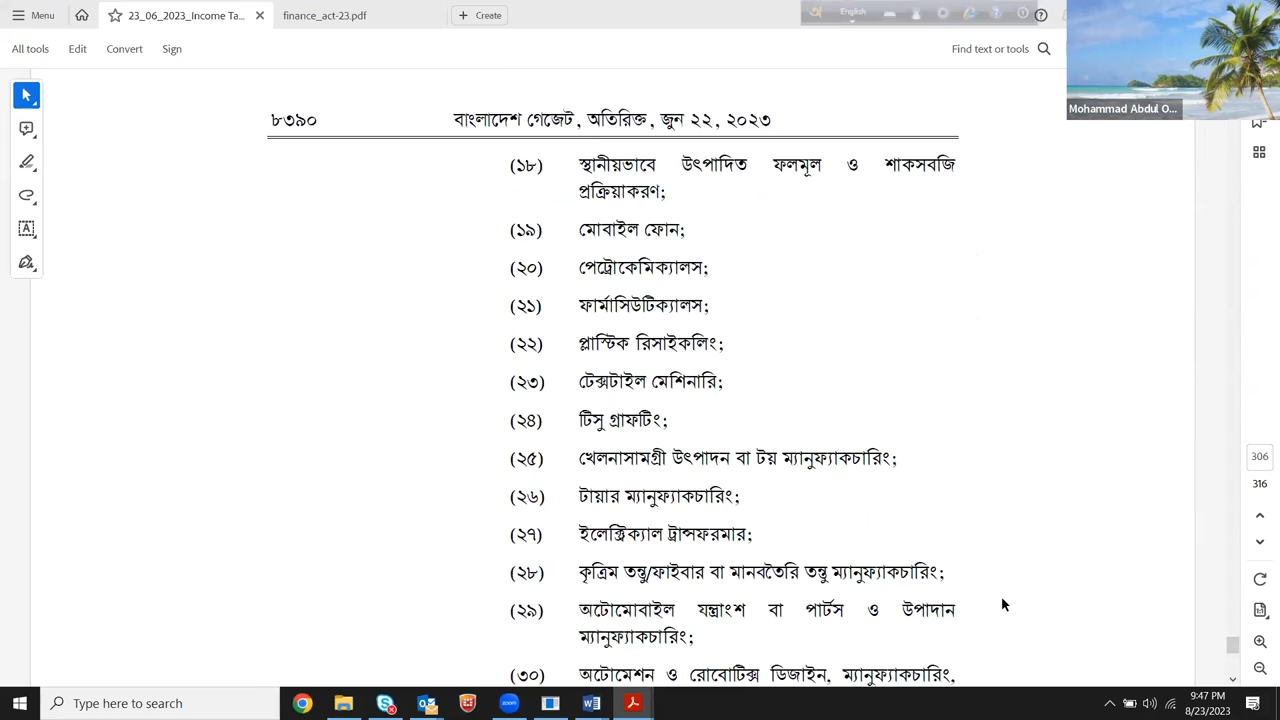 Menu
23_06_2023_Income Ta...
finance_act-23.pdf
Create
English
All tools
Edit
Convert
Sign
Find text or tools
Mohammad Abdul O...
৮৩৯০ বাংলাদেশ গেজেট, অতিরিক্ত, জুন ২২, ২০২৩
(১৮) স্থানীয়ভাবে উৎপাদিত ফলমূল ও শাকসবজি
প্রক্রিয়াকরণ;
(১৯) মোবাইল ফোন;
(২০) পেট্রোকেমিক্যালস;
(২১) ফার্মাসিউটিক্যালস;
(২২) প্লাস্টিক রিসাইকলিং;
(২৩) টেক্সটাইল মেশিনারি;
(২৪) টিসু গ্রাফটিং;
(২৫) খেলনাসামগ্রী উৎপাদন বা টয় ম্যানুফ্যাকচারিং;
(২৬) টায়ার ম্যানুফ্যাকচারিং;
(২৭) ইলেক্ট্রিক্যাল ট্রান্সফরমার;
(২৮) কৃত্রিম তন্তু/ফাইবার বা মানবতৈরি তন্তু ম্যানুফ্যাকচারিং;
(২৯) অটোমোবাইল যন্ত্রাংশ বা পার্টস ও উপাদান
ম্যানুফ্যাকচারিং;
(৩০) অটোমেশন ও রোবোটিক্স ডিজাইন, ম্যানুফ্যাকচারিং,
306
316
Type here to search
9:47 PM
8/23/2023